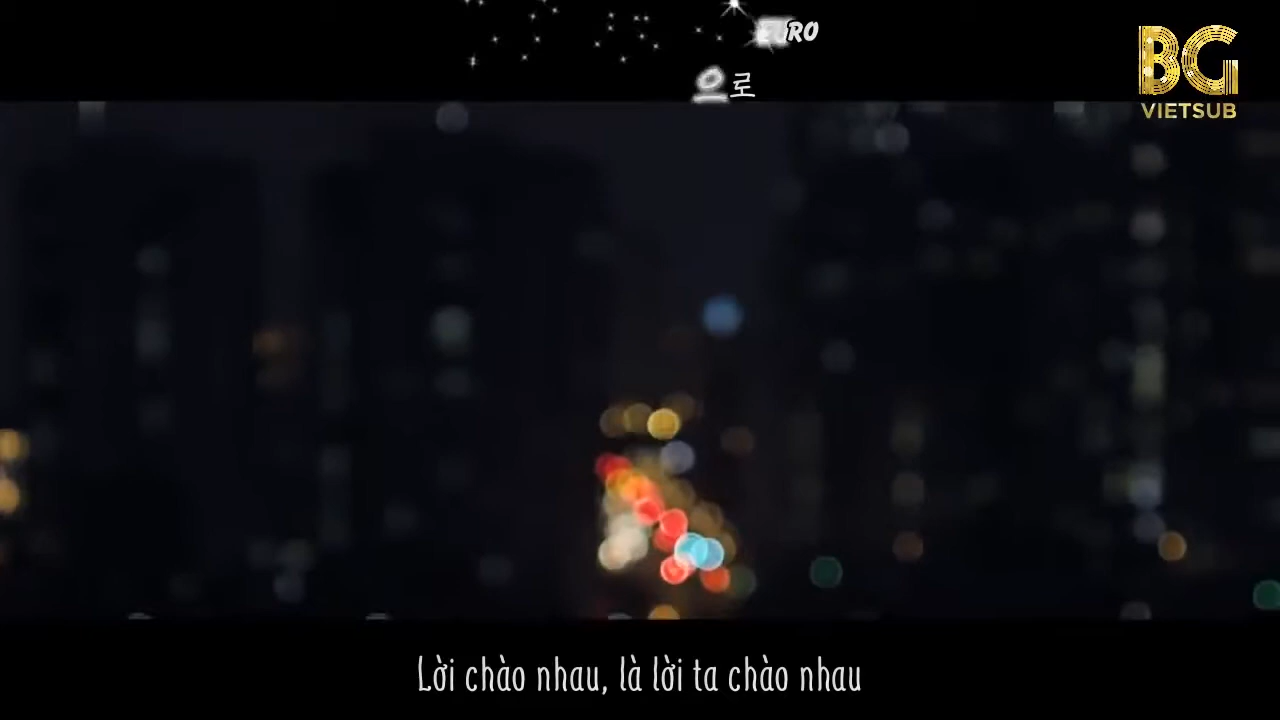 EURO
으로
BG
VIETSUB
Lời chào nhau, là lời ta chào nhau